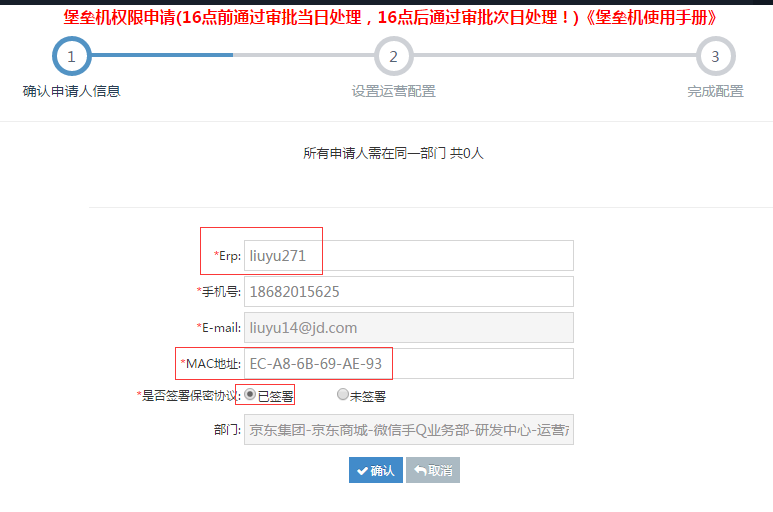 堡垒机权限申请(16点前通过审批当日处理，16点后通过审批次日处理！)《堡垒机使用手册》
1
2
3
确认申请人信息
设置运营配置
完成配置
所有申请人需在同一部门 共0人
*Erp: liuyu271
*手机号: 18682015625
*E-mail: liuyu14@jd.com
*MAC地址: EC-A8-6B-69-AE-93
*是否签署保密协议: 已签署 未签署
部门: 京东集团-京东商城-微信手Q业务部-研发中心-运营
确认 取消